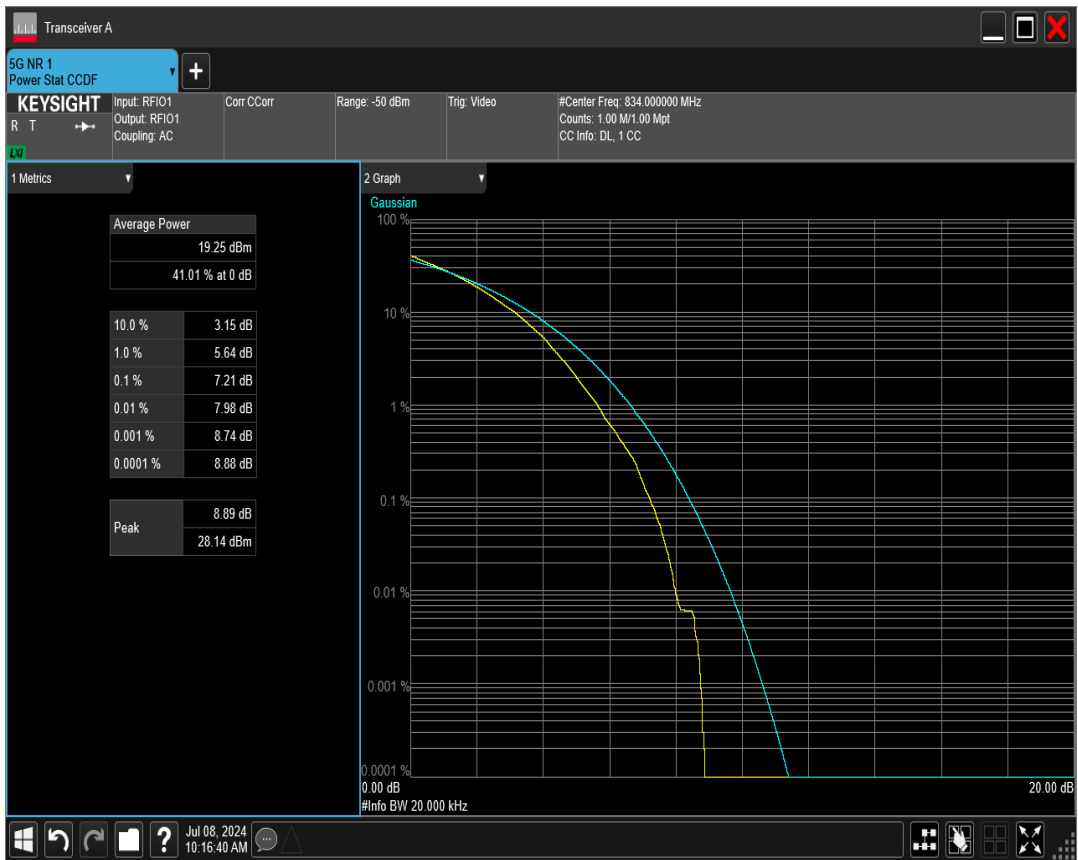 Transceiver A
5G NR 1
Power Stat CCDF
+
KEYSIGHT
R T
LXI
Input: RFIO1
Output: RFIO1
Coupling: AC
Corr CCorr
Range: -50 dBm
Trig: Video
#Center Freq: 834.000000 MHz
Counts: 1.00 M/1.00 Mpt
CC Info: DL, 1 CC
1 Metrics
Average Power
19.25 dBm
41.01 % at 0 dB
10.0 % 3.15 dB
1.0 % 5.64 dB
0.1 % 7.21 dB
0.01 % 7.98 dB
0.001 % 8.74 dB
0.0001 % 8.88 dB
Peak
8.89 dB
28.14 dBm
2 Graph
Gaussian
100 %
10 %
1 %
0.1 %
0.01 %
0.001 %
0.0001 %
0.00 dB 20.00 dB
#Info BW 20.000 kHz
?
Jul 08, 2024
10:16:40 AM